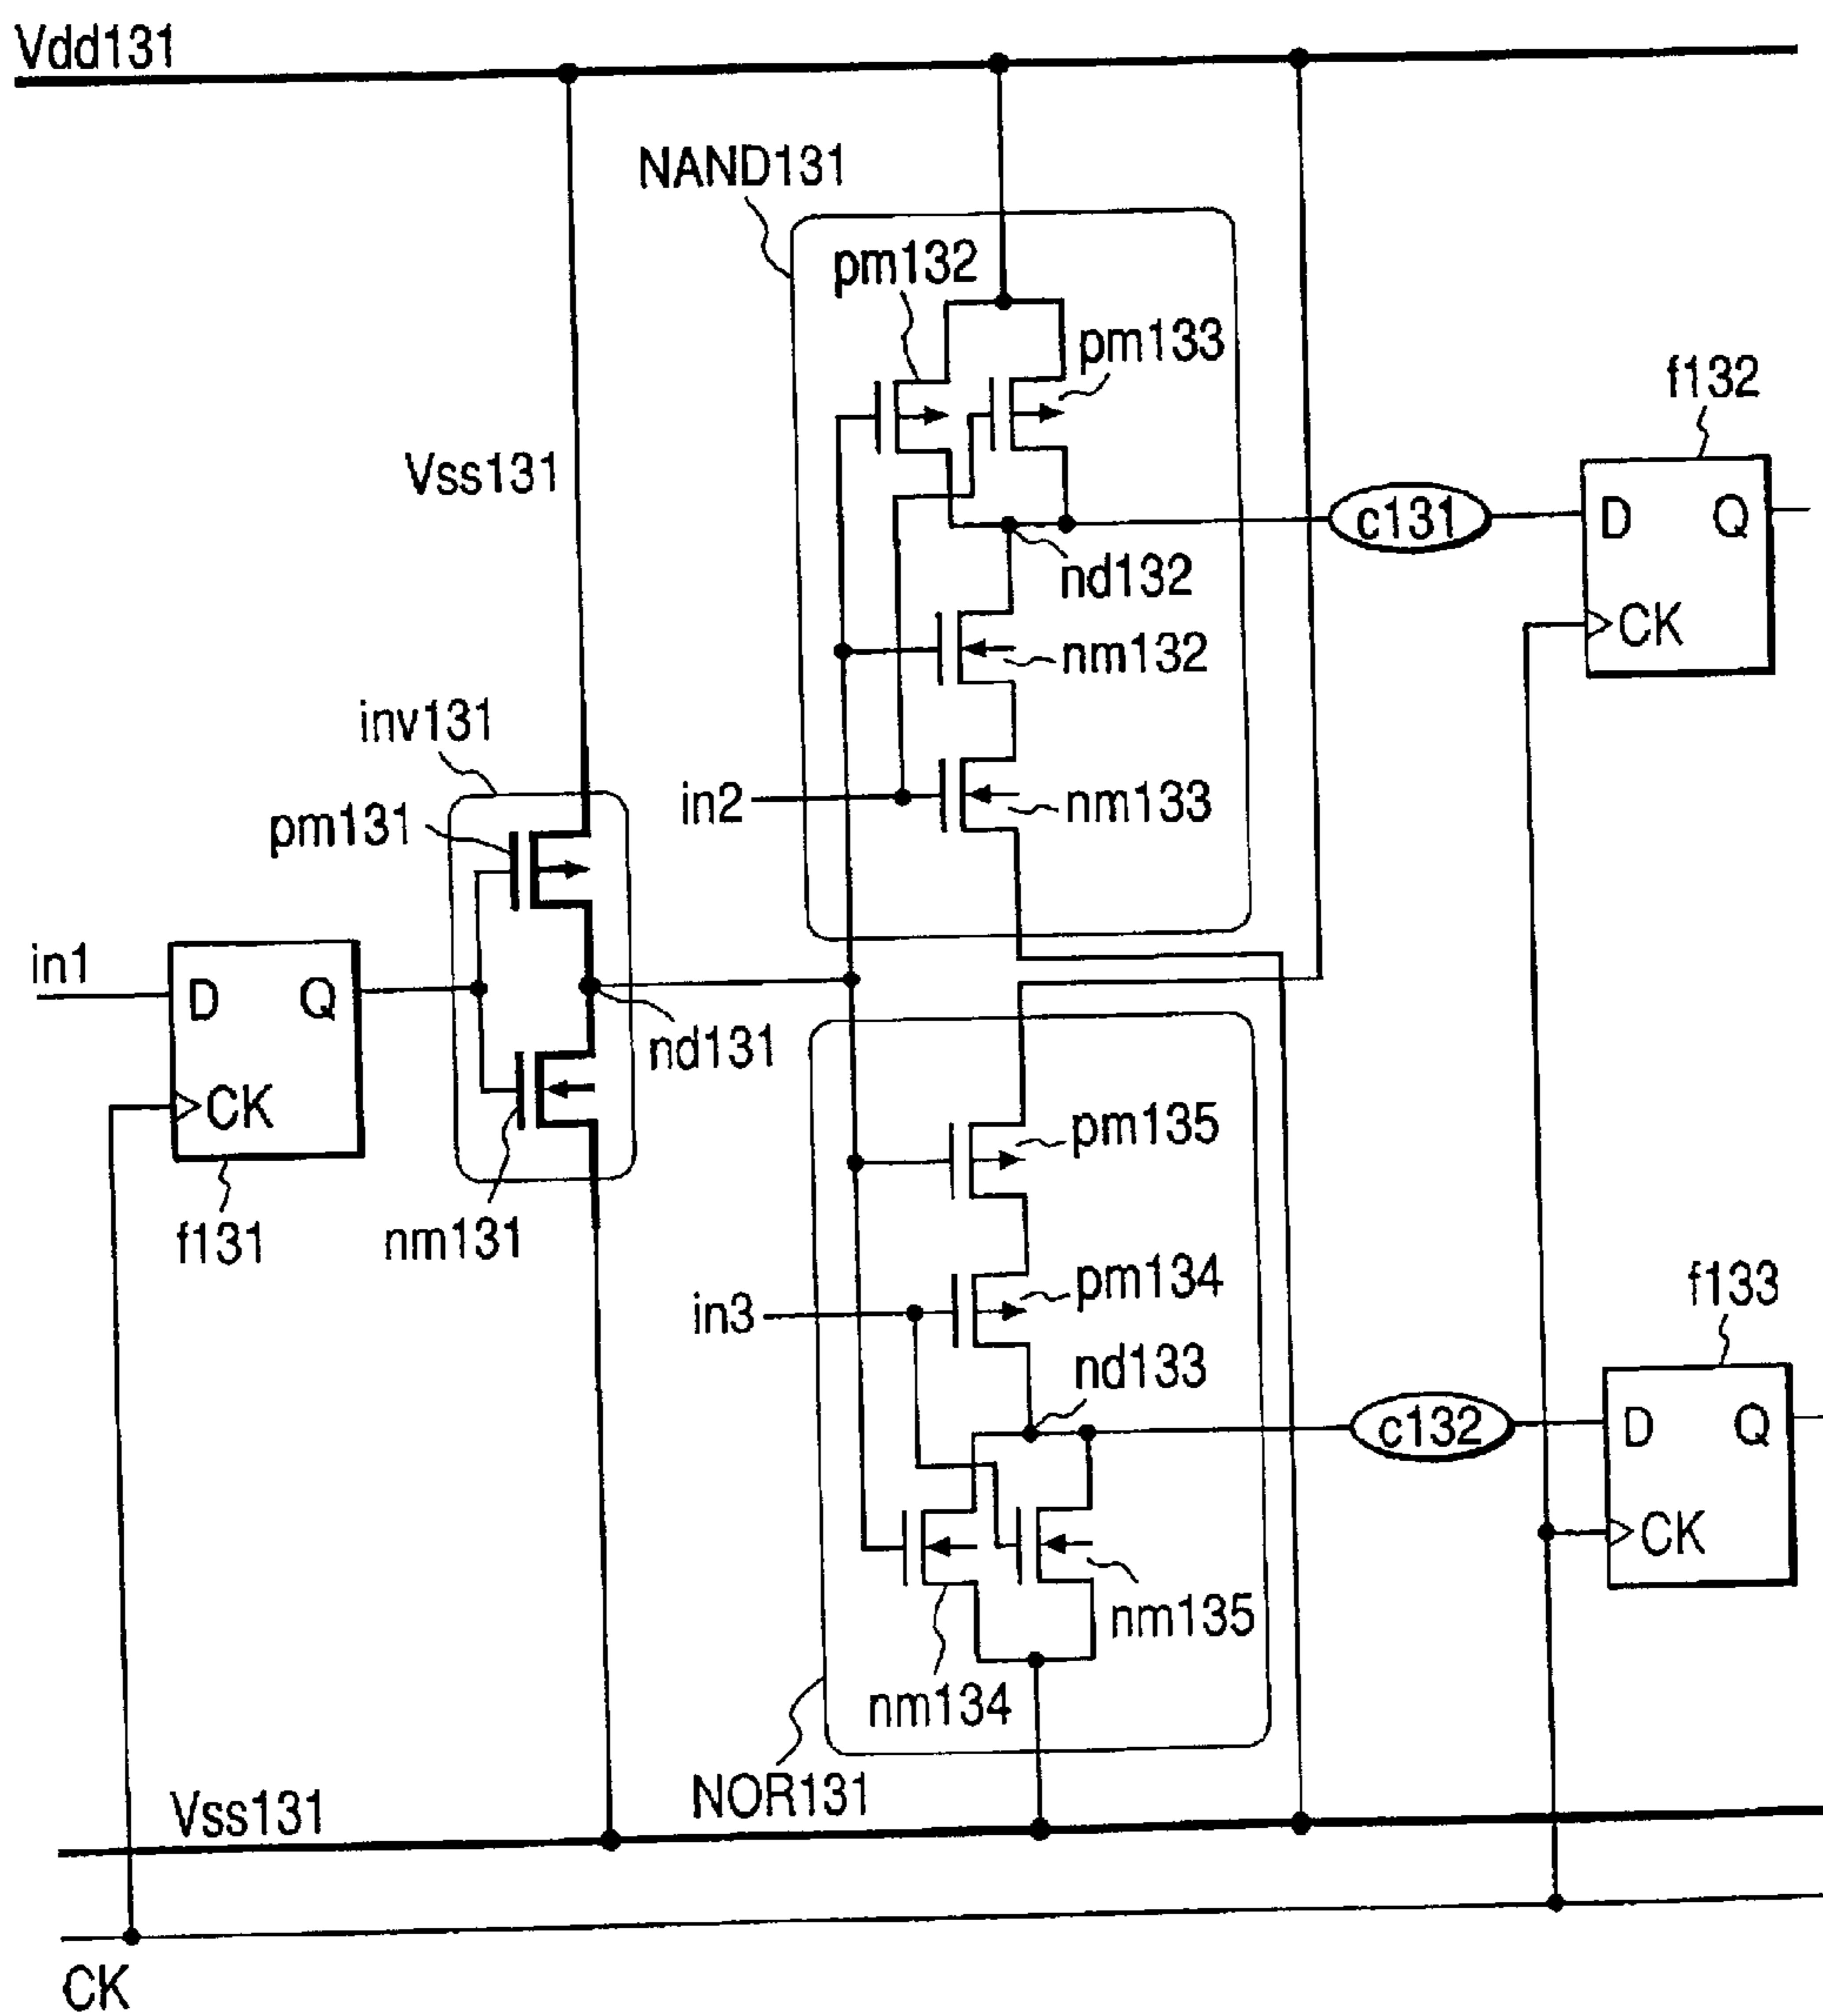 Vdd131
NAND131
pm132
pm133
f132
Vss131
c131
D Q
nd132
CK
nm132
inv131
in2
nm133
pm131
in1
D Q
nd131
CK
pm135
f131
nm131
pm134
in3
f133
nd133
c132
D Q
CK
nm135
nm134
NOR131
Vss131
CK